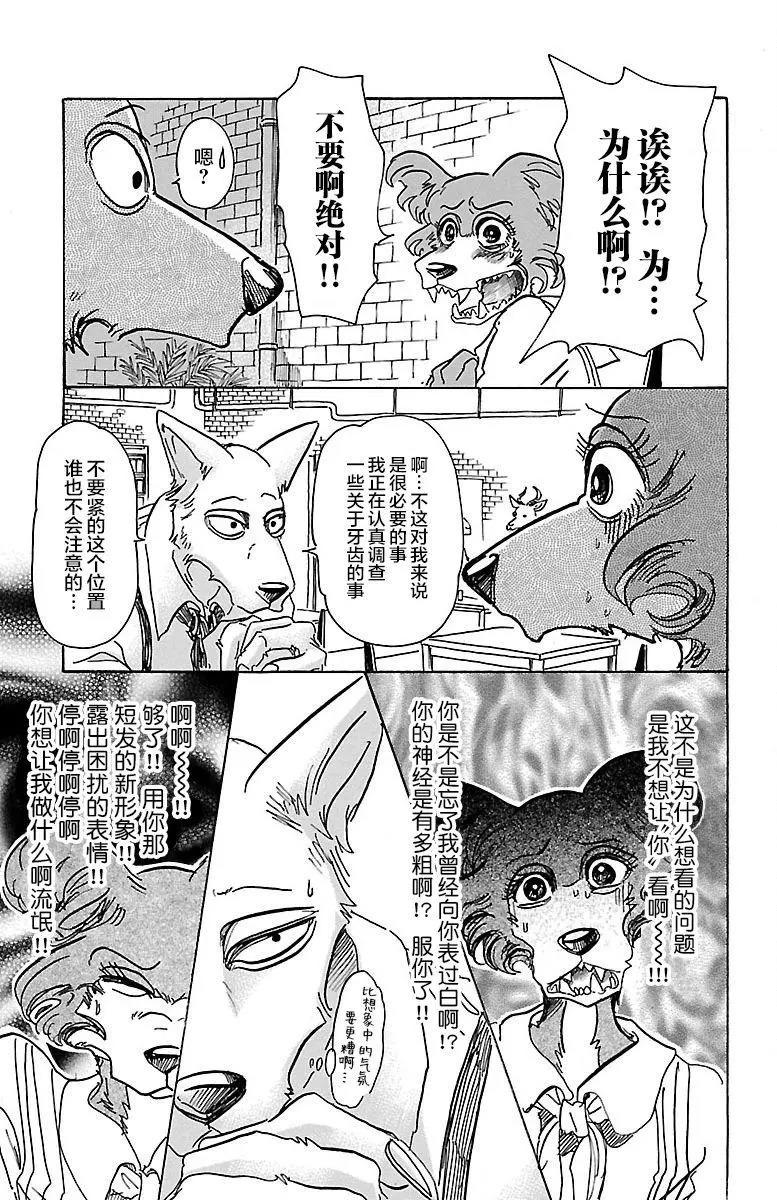 诶诶!? 为…
为什么啊!?
不要啊绝对!!
嗯?
啊…不这对我来说
是很必要的事
我正在认真调查
一些关于牙齿的事
不要紧的这个位置
谁也不会注意的…
这不是为什么想看的问题
是我不想让“你”看啊〜〜〜!!!
你是不是忘了我曾经向你表过白啊!?
你的神经是有多粗啊!? 服你了!!
比想象中的气氛
要更糟啊…
啊啊〜〜〜!!
够了!! 用你那
短发的新形象!!
露出困扰的表情!!
停啊停啊停啊
你想让我做什么啊流氓!!